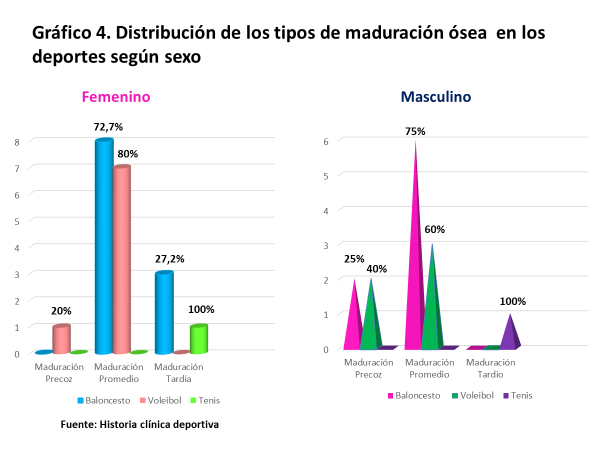 Gráfico 4. Distribución de los tipos de maduración ósea en los
deportes según sexo
Femenino
72,7%
80%
27,2%
20%
100%
8
7
6
5
4
3
2
1
0
Maduración Precoz
Maduración Promedio
Maduración Tardia
Baloncesto Voleibol Tenis
Masculino
75%
60%
25%
40%
100%
6
5
4
3
2
1
0
Maduración Precoz
Maduración Promedio
Maduración Tardio
Baloncesto Voleibol Tenis
Fuente: Historia clínica deportiva